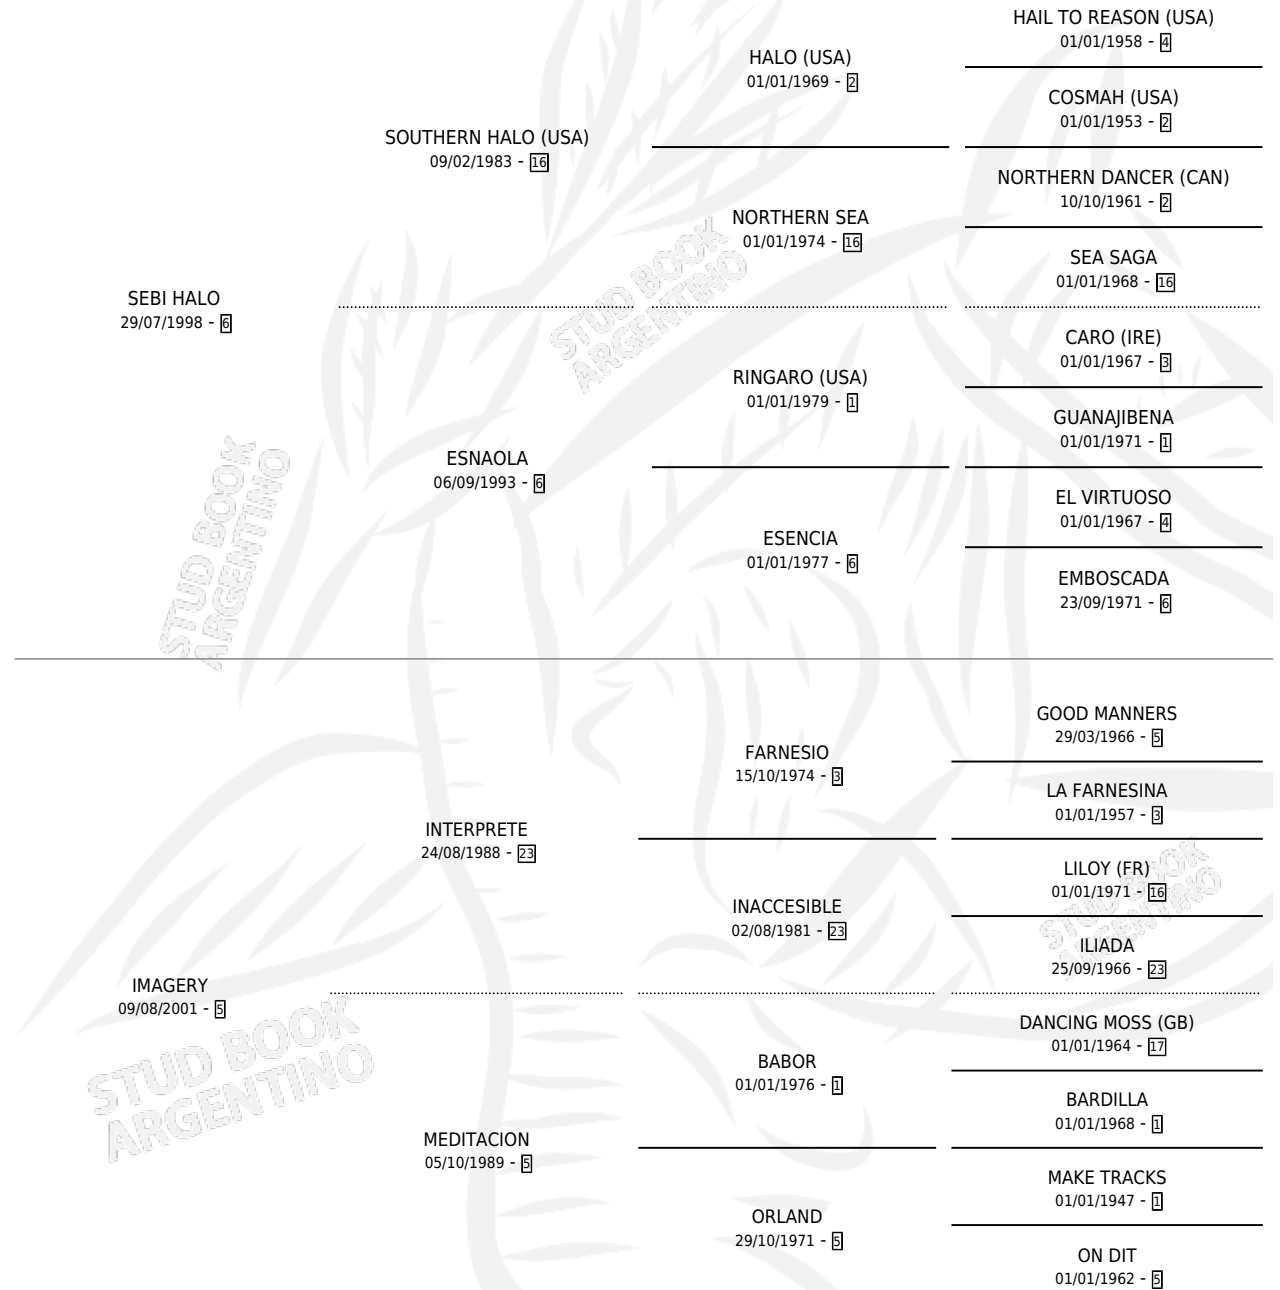 HAIL TO REASON (USA)
01/01/1958 - 4
HALO (USA)
01/01/1969 - 2
COSMAH (USA)
01/01/1953 - 2
SOUTHERN HALO (USA)
09/02/1983 - 16
NORTHERN DANCER (CAN)
10/10/1961 - 2
NORTHERN SEA
01/01/1974 - 16
SEA SAGA
01/01/1968 - 16
SEBI HALO
29/07/1998 - 6
CARO (IRE)
01/01/1967 - 3
RINGARO (USA)
01/01/1979 - 1
GUANAJIBENA
01/01/1971 - 1
ESNAOLA
06/09/1993 - 6
EL VIRTUOSO
01/01/1967 - 4
ESENCIA
01/01/1977 - 6
EMBOSCADA
23/09/1971 - 6
GOOD MANNERS
29/03/1966 - 5
FARNESIO
15/10/1974 - 3
LA FARNESINA
01/01/1957 - 3
INTERPRETE
24/08/1988 - 23
LILOY (FR)
01/01/1971 - 16
INACCESIBLE
02/08/1981 - 23
ILIADA
25/09/1966 - 23
IMAGERY
09/08/2001 - 5
DANCING MOSS (GB)
01/01/1964 - 17
BABOR
01/01/1976 - 1
BARDILLA
01/01/1968 - 1
MEDITACION
05/10/1989 - 5
MAKE TRACKS
01/01/1947 - 1
ORLAND
29/10/1971 - 5
ON DIT
01/01/1962 - 5
STUD BOOK
ARGENTINO
STUD BOOK
ARGENTINO
STUD BOOK
ARGENTINO
STUD BOOK
ARGENTINO